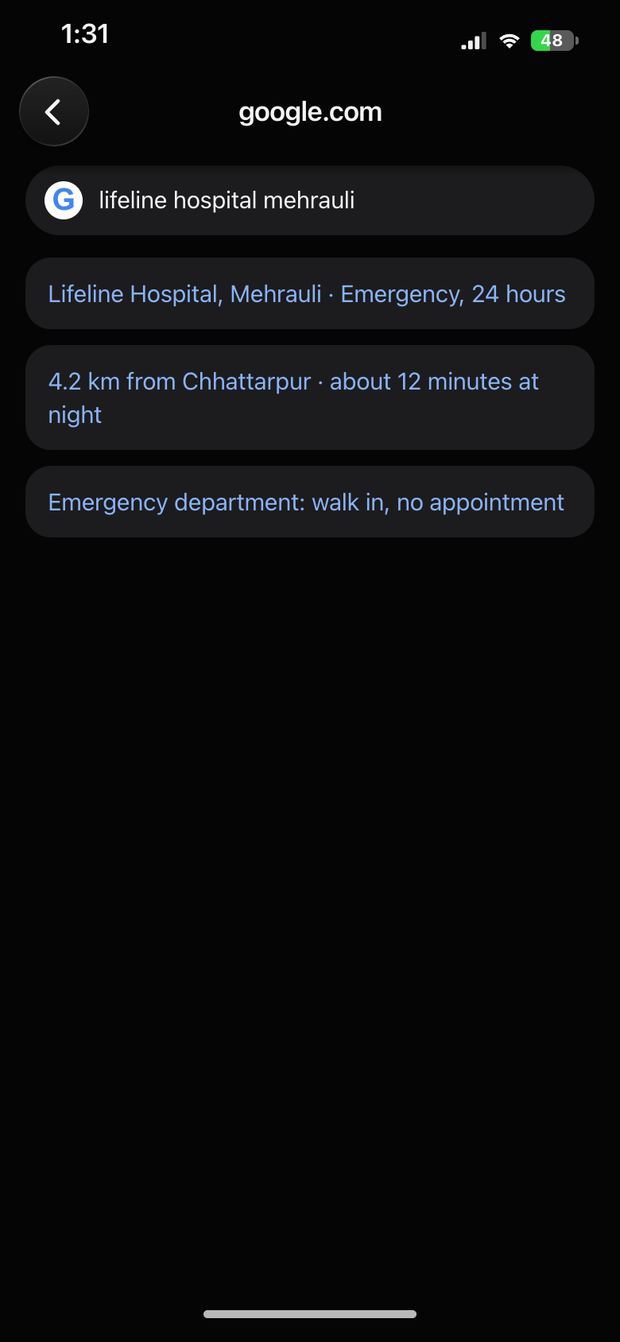 1:31
48
google.com
G lifeline hospital mehrauli
Lifeline Hospital, Mehrauli · Emergency, 24 hours
4.2 km from Chhattarpur · about 12 minutes at
night
Emergency department: walk in, no appointment